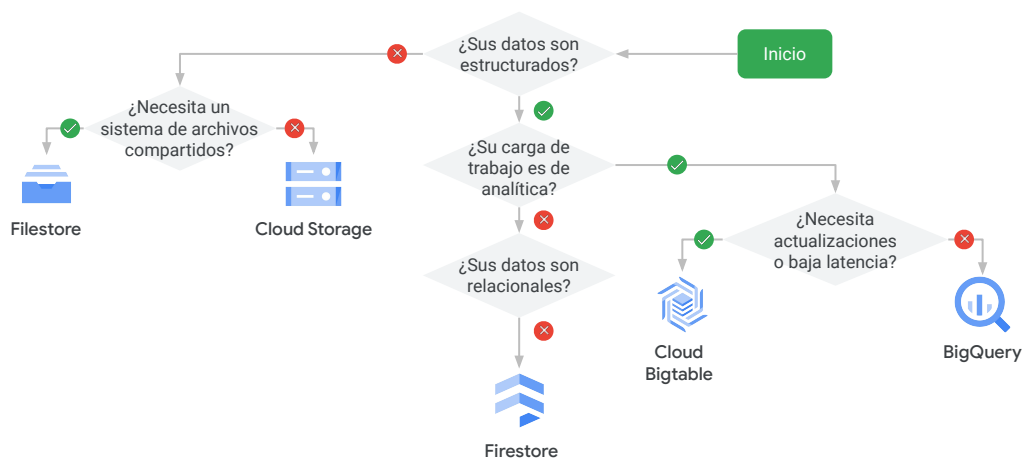 Inicio
¿Sus datos son
estructurados?
¿Necesita un
sistema de archivos
compartidos?
Filestore
Cloud Storage
¿Su carga de
trabajo es de
analítica?
¿Necesita
actualizaciones
o baja latencia?
Cloud
Bigtable
BigQuery
¿Sus datos son
relacionales?
Firestore